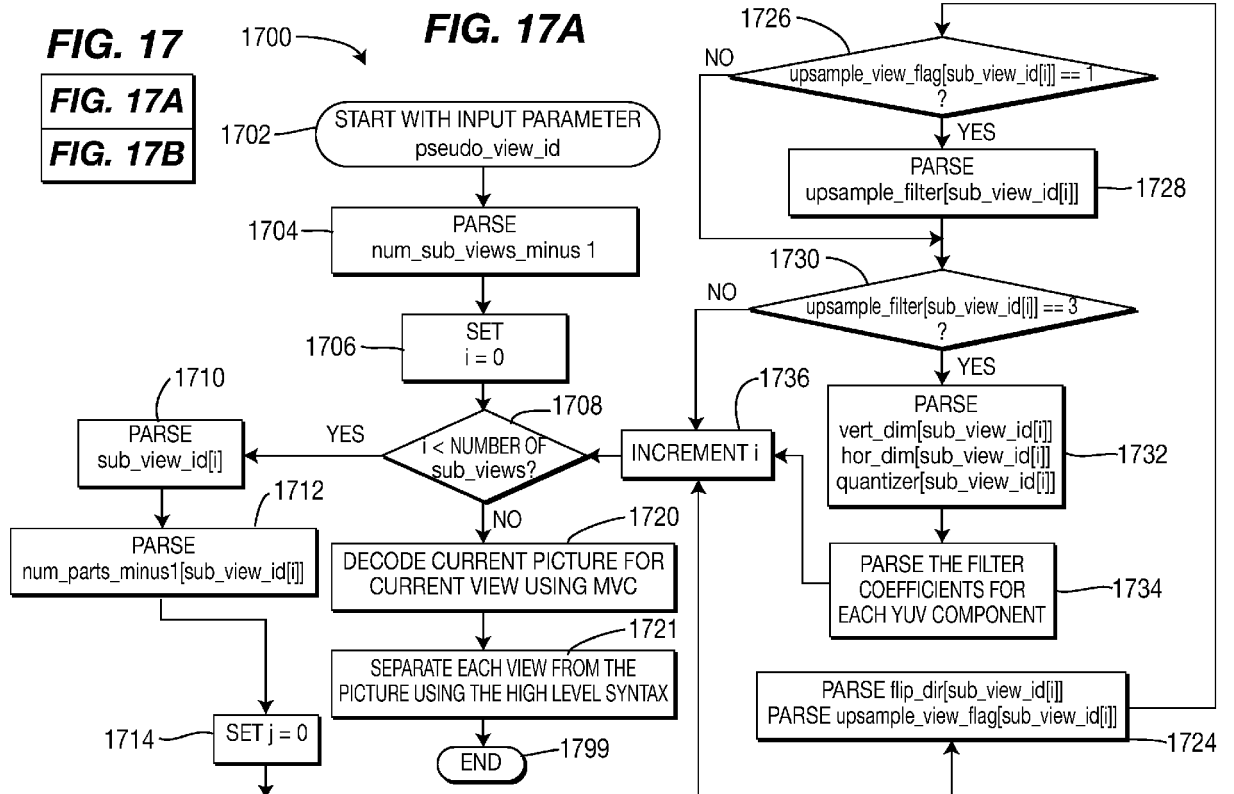 FIG. 17
FIG. 17A
FIG. 17B
1700
FIG. 17A
1702
START WITH INPUT PARAMETER
pseudo_view_id
1704
PARSE
num_sub_views_minus 1
1706
SET
i = 0
1708
i < NUMBER OF
sub_views?
YES
NO
1710
PARSE
sub_view_id[i]
1712
PARSE
num_parts_minus1[sub_view_id[i]]
1714
SET j = 0
1720
DECODE CURRENT PICTURE FOR
CURRENT VIEW USING MVC
1721
SEPARATE EACH VIEW FROM THE
PICTURE USING THE HIGH LEVEL SYNTAX
END
1799
1726
upsample_view_flag[sub_view_id[i]] == 1
?
NO
YES
PARSE
upsample_filter[sub_view_id[i]]
1728
1730
upsample_filter[sub_view_id[i]] == 3
?
NO
YES
1736
INCREMENT i
PARSE
vert_dim[sub_view_id[i]]
hor_dim[sub_view_id[i]]
quantizer[sub_view_id[i]]
1732
PARSE THE FILTER
COEFFICIENTS FOR
EACH YUV COMPONENT
1734
PARSE flip_dir[sub_view_id[i]]
PARSE upsample_view_flag[sub_view_id[i]]
1724